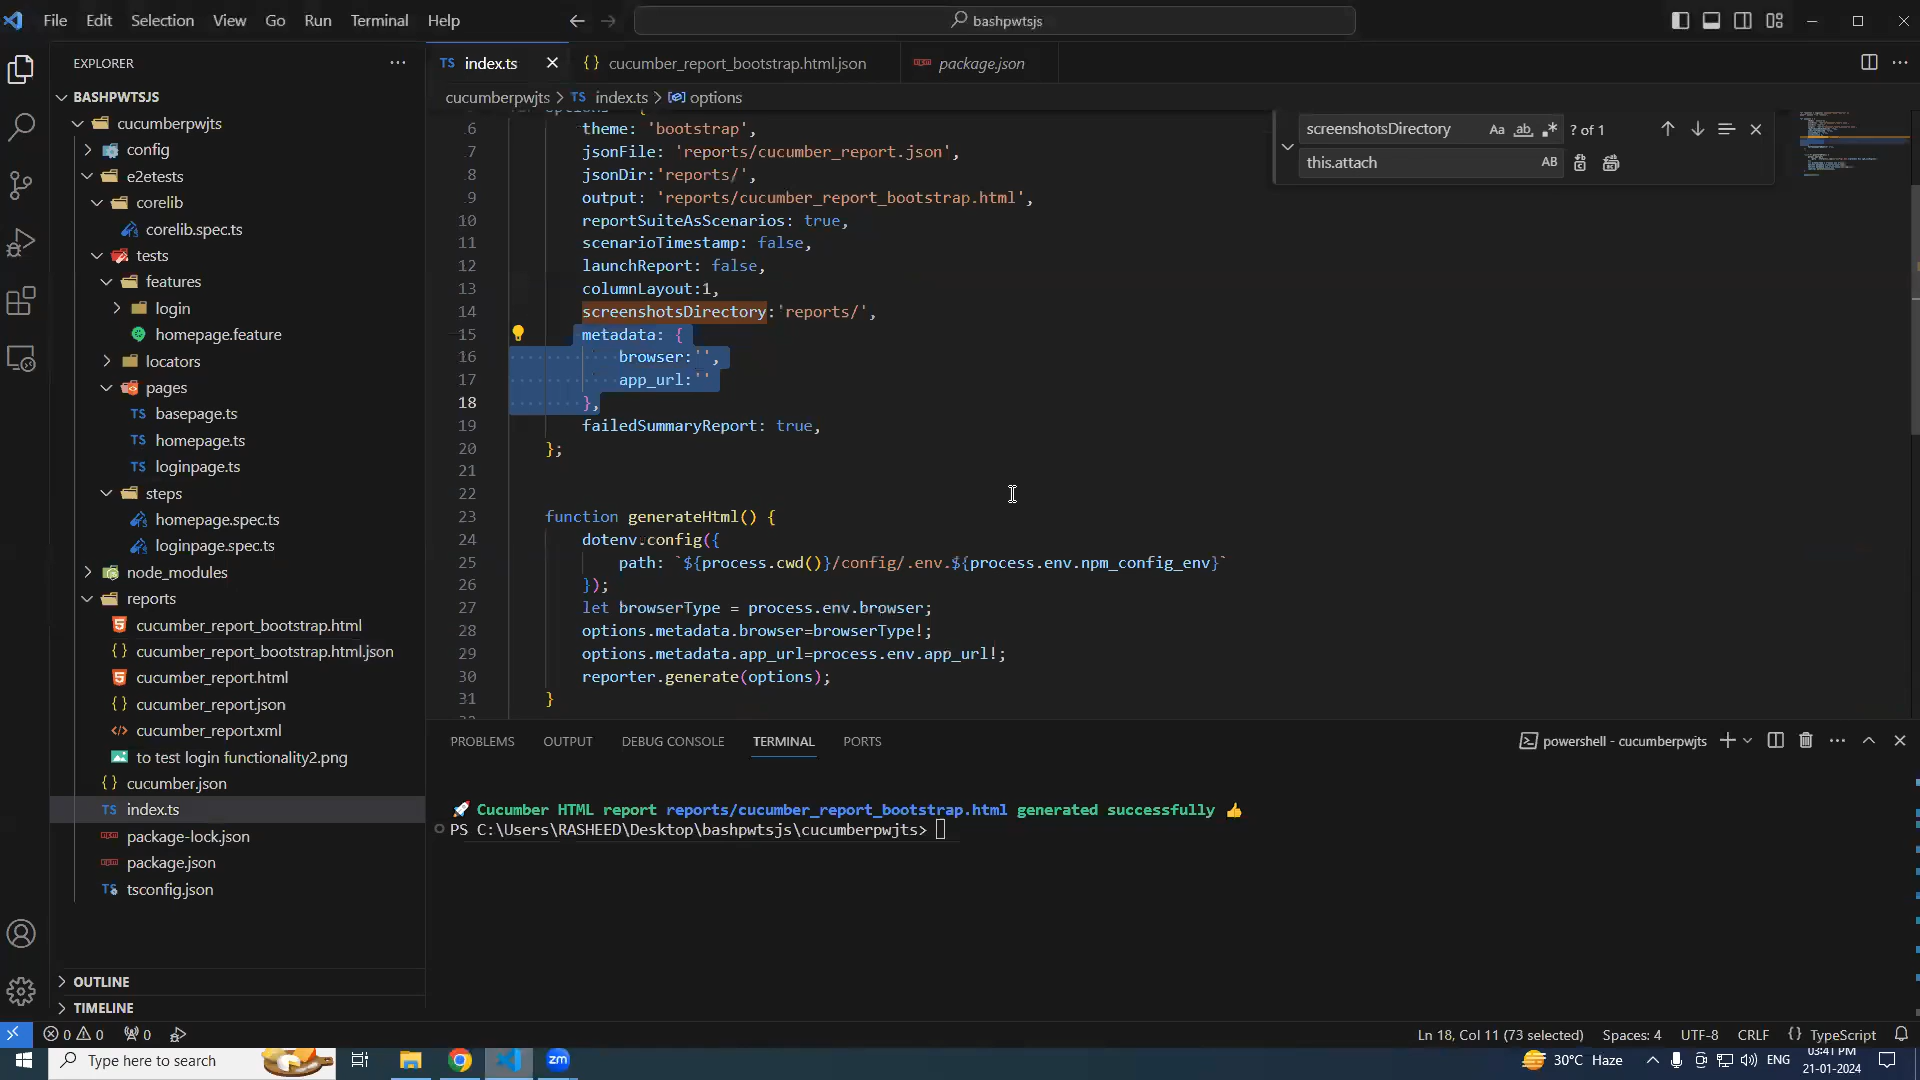 File Edit Selection View Go Run Terminal Help
bashpwtsjs
EXPLORER
BASHPWTSJS
cucumberpwjts
config
e2etests
corelib
corelib.spec.ts
tests
features
login
homepage.feature
locators
pages
basepage.ts
homepage.ts
loginpage.ts
steps
homepage.spec.ts
loginpage.spec.ts
node_modules
reports
cucumber_report_bootstrap.html
cucumber_report_bootstrap.html.json
cucumber_report.html
cucumber_report.json
cucumber_report.xml
to test login functionality2.png
cucumber.json
index.ts
package-lock.json
package.json
tsconfig.json
OUTLINE
TIMELINE
TS index.ts {} cucumber_report_bootstrap.html.json package.json
cucumberpwjts > TS index.ts > options
screenshotsDirectory Aa ab ? of 1
this.attach AB
6 theme: 'bootstrap',
7 jsonFile: 'reports/cucumber_report.json',
8 jsonDir:'reports/',
9 output: 'reports/cucumber_report_bootstrap.html',
10 reportSuiteAsScenarios: true,
11 scenarioTimestamp: false,
12 launchReport: false,
13 columnLayout:1,
14 screenshotsDirectory:'reports/',
15 metadata: {
16 browser:'',
17 app_url:''
18 },
19 failedSummaryReport: true,
20 };
21
22
23 function generateHtml() {
24 dotenv.config({
25 path: `${process.cwd()}/config/.env.${process.env.npm_config_env}`
26 });
27 let browserType = process.env.browser;
28 options.metadata.browser=browserType!;
29 options.metadata.app_url=process.env.app_url!;
30 reporter.generate(options);
31 }
PROBLEMS OUTPUT DEBUG CONSOLE TERMINAL PORTS
powershell - cucumberpwjts
🚀 Cucumber HTML report reports/cucumber_report_bootstrap.html generated successfully 👍
PS C:\Users\RASHEED\Desktop\bashpwtsjs\cucumberpwjts>
0 0 0
Ln 18, Col 11 (73 selected) Spaces: 4 UTF-8 CRLF {} TypeScript
Type here to search
zm
30°C Haze
ENG
03:41 PM
21-01-2024